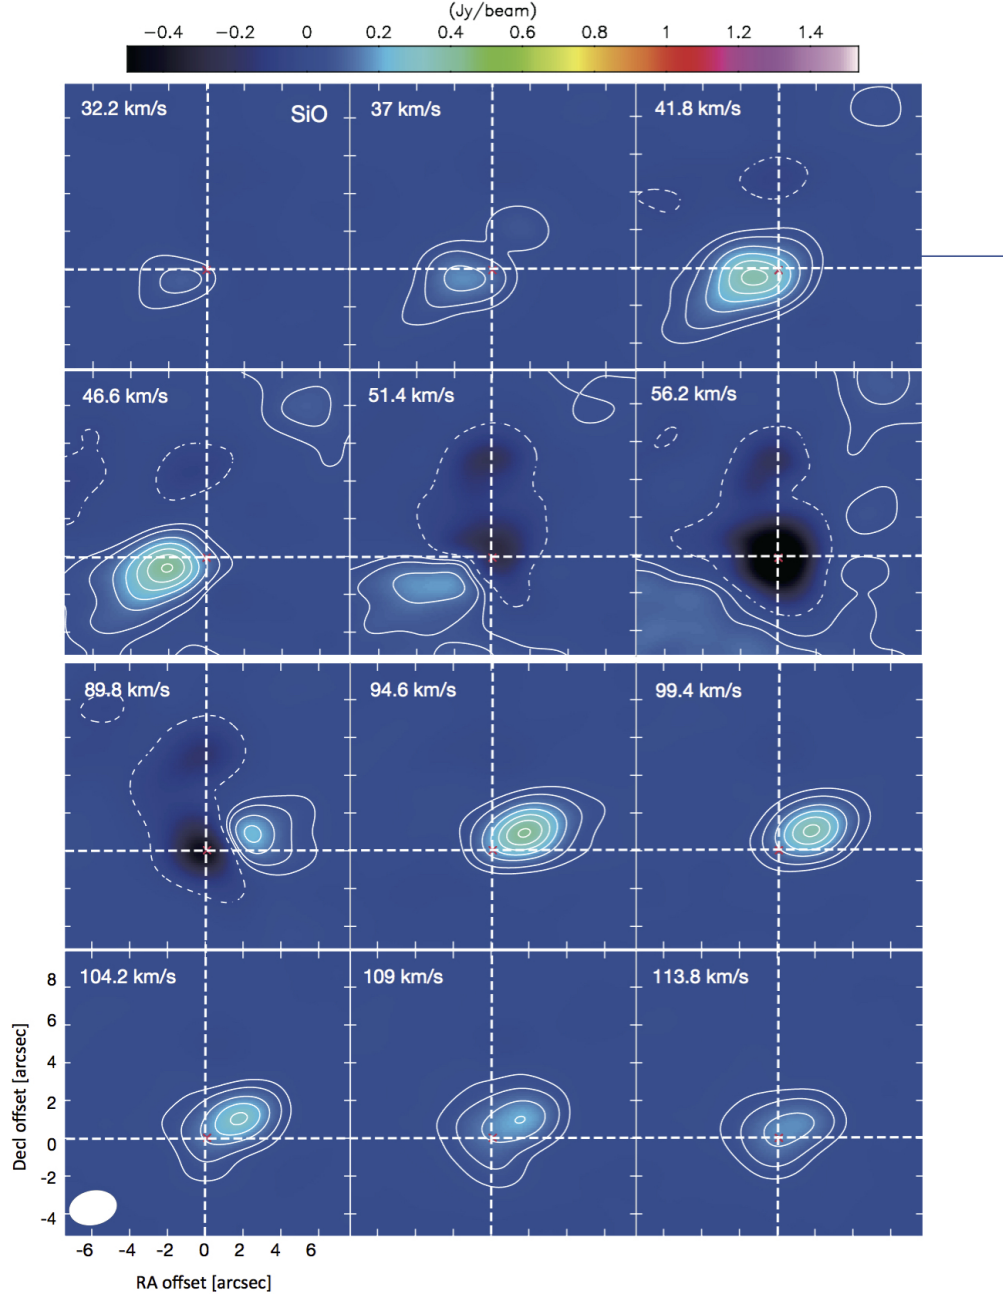 (Jy/beam)
−0.4 −0.2 0 0.2 0.4 0.6 0.8 1 1.2 1.4
32.2 km/s SiO 37 km/s 41.8 km/s
46.6 km/s 51.4 km/s 56.2 km/s
89.8 km/s 94.6 km/s 99.4 km/s
104.2 km/s 109 km/s 113.8 km/s
8
6
4
2
0
-2
-4
Decl offset [arcsec]
-6 -4 -2 0 2 4 6
RA offset [arcsec]